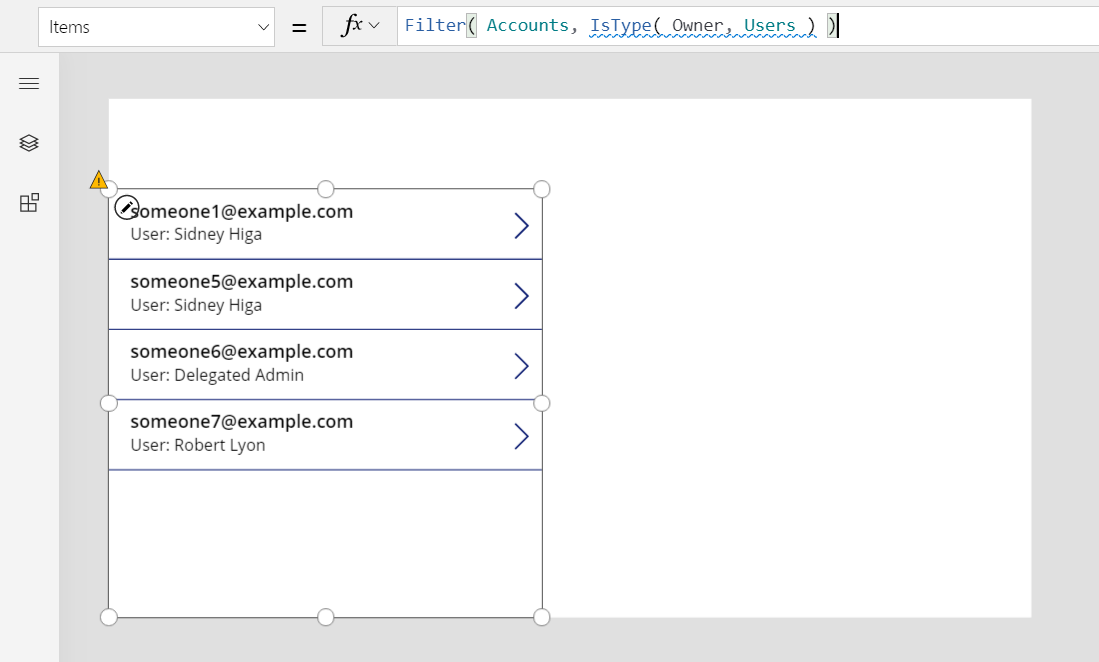 Items = fx Filter( Accounts, IsType( Owner, Users ) )
someone1@example.com
User: Sidney Higa
someone5@example.com
User: Sidney Higa
someone6@example.com
User: Delegated Admin
someone7@example.com
User: Robert Lyon